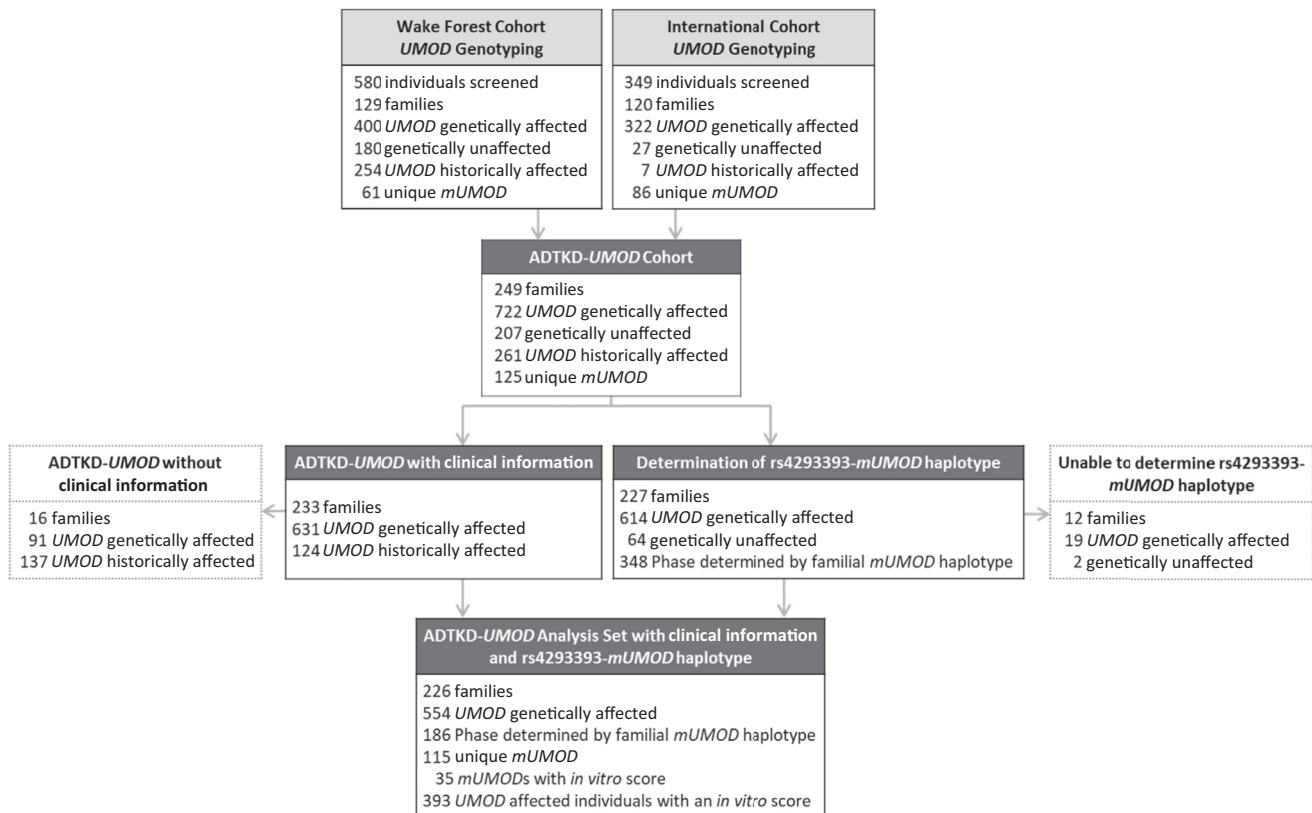 Wake Forest Cohort
UMOD Genotyping
580 individuals screened
129 families
400 UMOD genetically affected
180 genetically unaffected
254 UMOD historically affected
61 unique mUMOD
International Cohort
UMOD Genotyping
349 individuals screened
120 families
322 UMOD genetically affected
27 genetically unaffected
7 UMOD historically affected
86 unique mUMOD
ADTKD-UMOD Cohort
249 families
722 UMOD genetically affected
207 genetically unaffected
261 UMOD historically affected
125 unique mUMOD
ADTKD-UMOD without
clinical information
16 families
91 UMOD genetically affected
137 UMOD historically affected
ADTKD-UMOD with clinical information
233 families
631 UMOD genetically affected
124 UMOD historically affected
Determination of rs4293393-mUMOD haplotype
227 families
614 UMOD genetically affected
64 genetically unaffected
348 Phase determined by familial mUMOD haplotype
Unable to determine rs4293393-
mUMOD haplotype
12 families
19 UMOD genetically affected
2 genetically unaffected
ADTKD-UMOD Analysis Set with clinical information
and rs4293393-mUMOD haplotype
226 families
554 UMOD genetically affected
186 Phase determined by familial mUMOD haplotype
115 unique mUMOD
35 mUMODs with in vitro score
393 UMOD affected individuals with an in vitro score